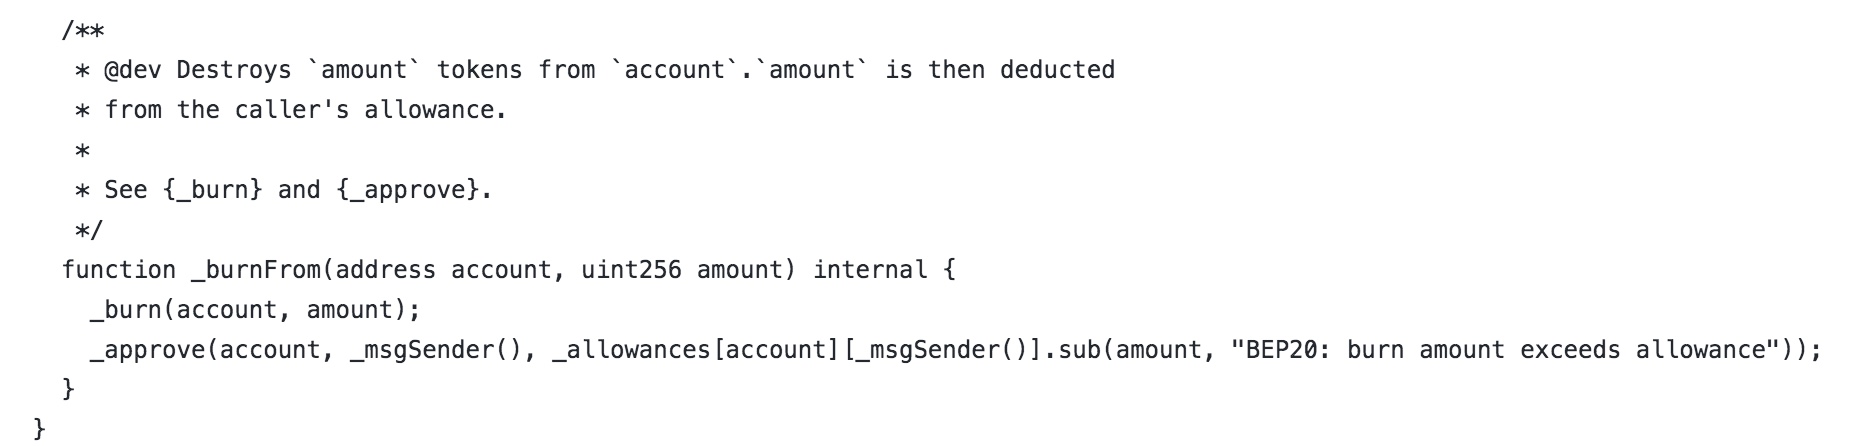 /**
 * @dev Destroys `amount` tokens from `account`.`amount` is then deducted
 * from the caller's allowance.
 *
 * See {_burn} and {_approve}.
 */
function _burnFrom(address account, uint256 amount) internal {
  _burn(account, amount);
  _approve(account, _msgSender(), _allowances[account][_msgSender()].sub(amount, "BEP20: burn amount exceeds allowance"));
}
}